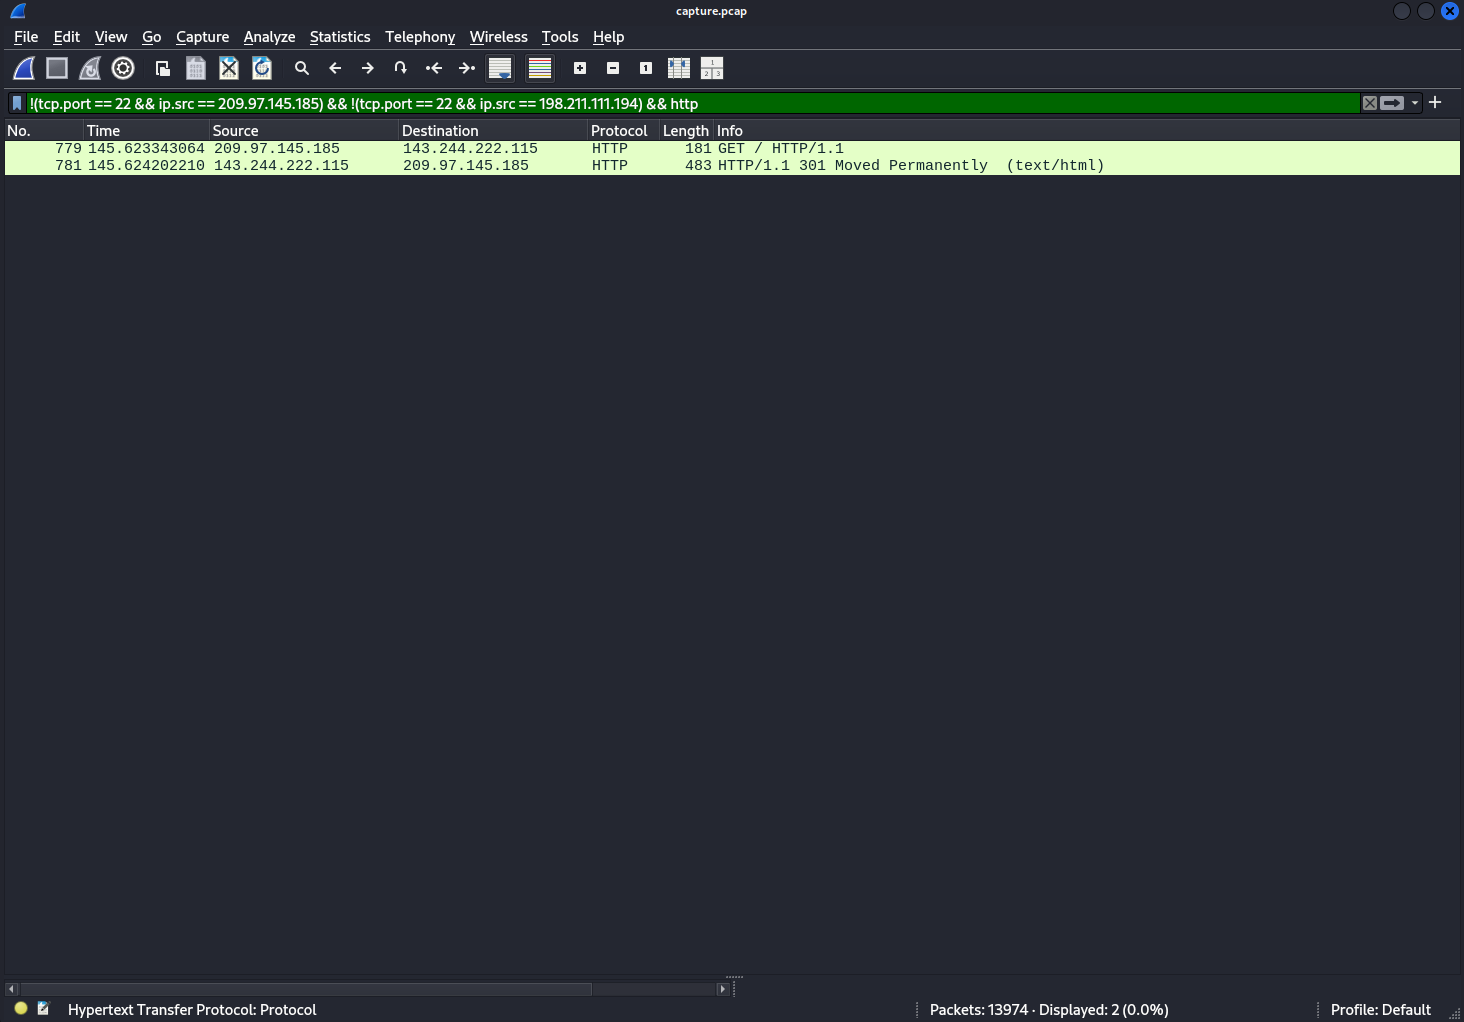 capture.pcap
File Edit View Go Capture Analyze Statistics Telephony Wireless Tools Help
!(tcp.port == 22 && ip.src == 209.97.145.185) && !(tcp.port == 22 && ip.src == 198.211.111.194) && http
No. Time Source Destination Protocol Length Info
779 145.623343064 209.97.145.185 143.244.222.115 HTTP 181 GET / HTTP/1.1
781 145.624202210 143.244.222.115 209.97.145.185 HTTP 483 HTTP/1.1 301 Moved Permanently (text/html)
Hypertext Transfer Protocol: Protocol Packets: 13974 · Displayed: 2 (0.0%) Profile: Default